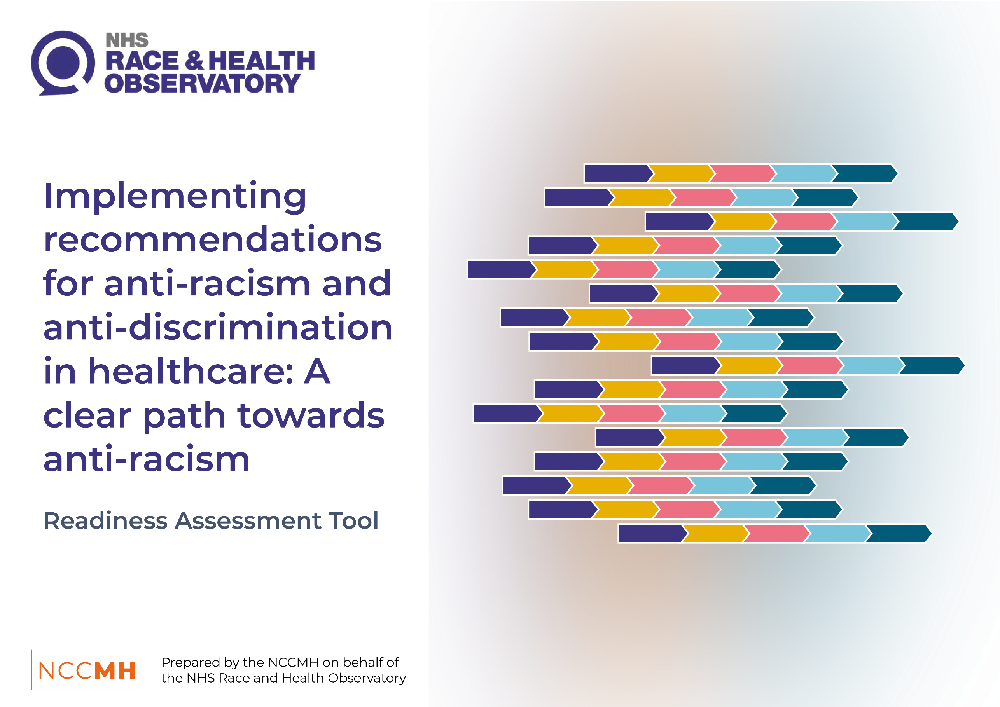 NHS
RACE & HEALTH
OBSERVATORY
Implementing
recommendations
for anti-racism and
anti-discrimination
in healthcare: A
clear path towards
anti-racism
Readiness Assessment Tool
NCCMH
Prepared by the NCCMH on behalf of
the NHS Race and Health Observatory